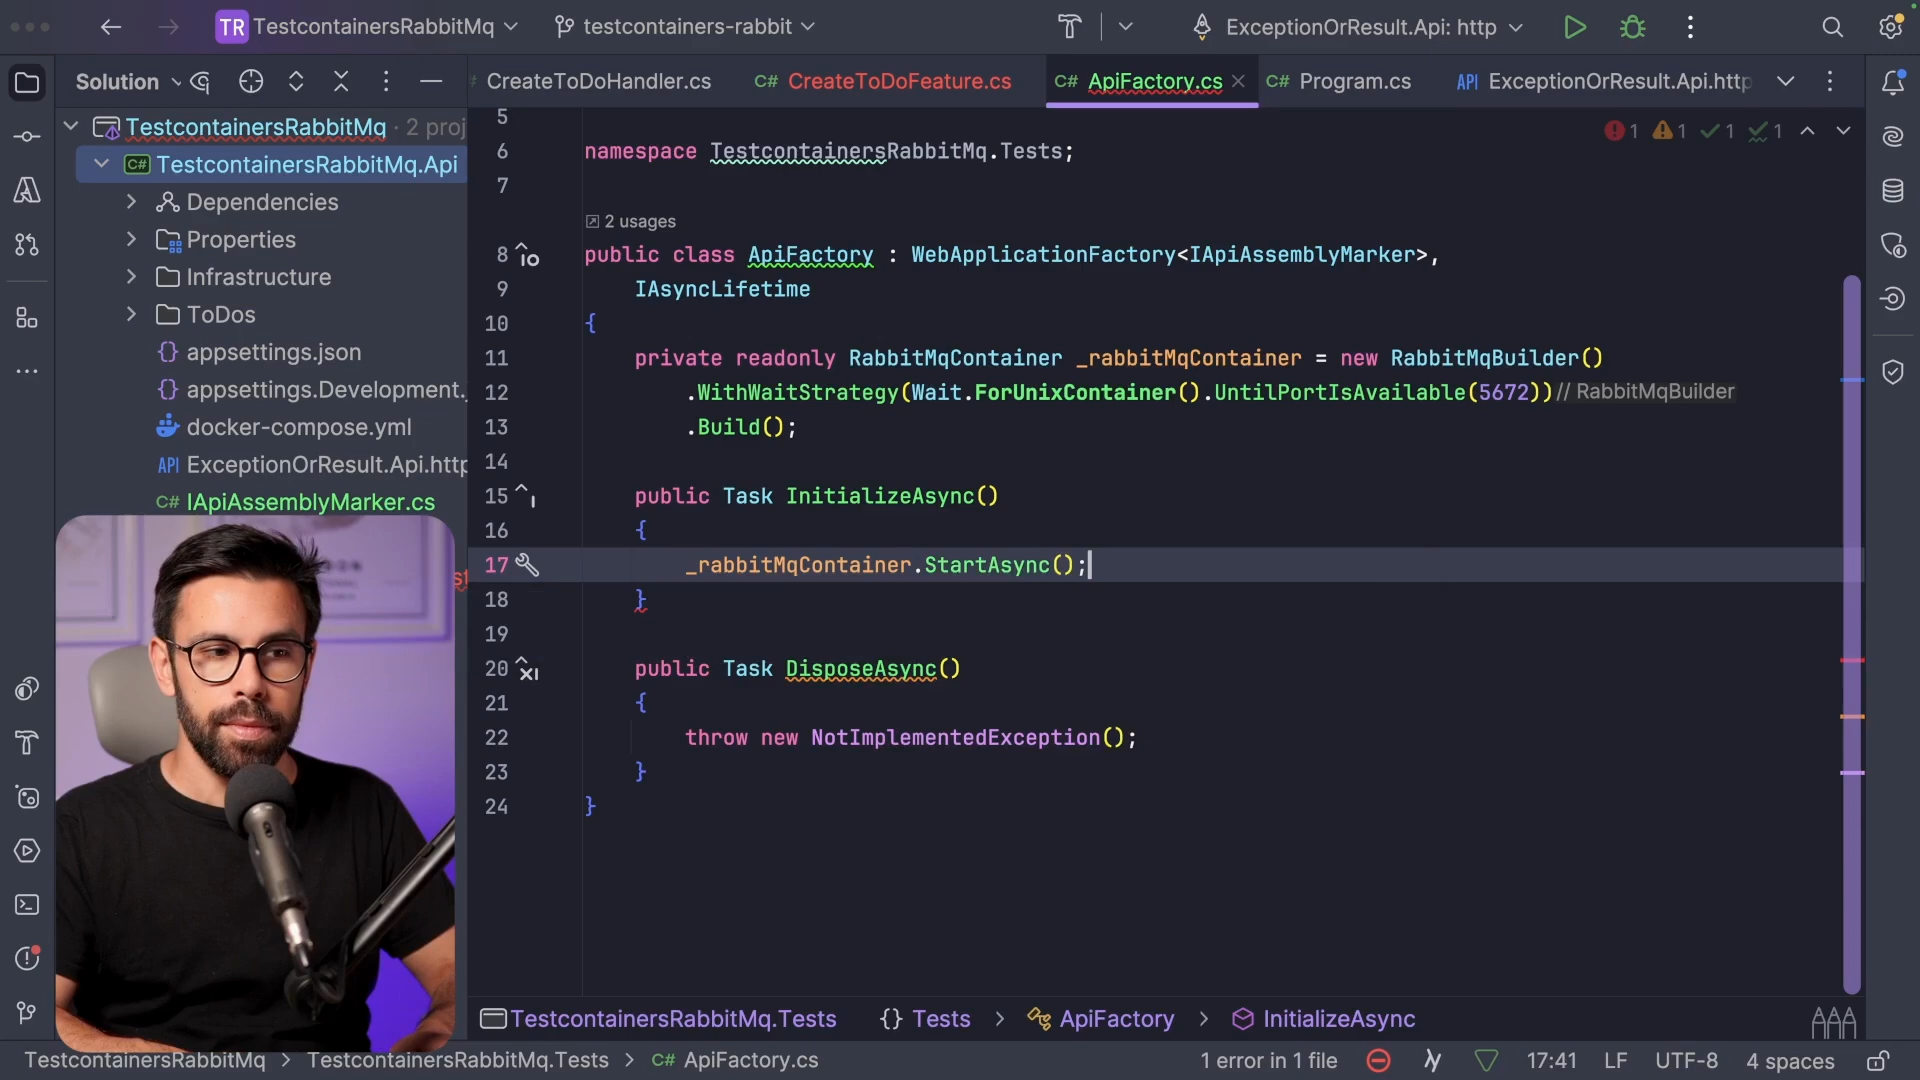 TR TestcontainersRabbitMq testcontainers-rabbit ExceptionOrResult.Api: http
Solution
CreateToDoHandler.cs C# CreateToDoFeature.cs C# ApiFactory.cs C# Program.cs API ExceptionOrResult.Api.http
TestcontainersRabbitMq · 2 proj
C# TestcontainersRabbitMq.Api
Dependencies
Properties
Infrastructure
ToDos
{} appsettings.json
{} appsettings.Development.
docker-compose.yml
API ExceptionOrResult.Api.http
C# IApiAssemblyMarker.cs
1 1 1 1
5
6 namespace TestcontainersRabbitMq.Tests;
7
2 usages
8 public class ApiFactory : WebApplicationFactory<IApiAssemblyMarker>,
9 IAsyncLifetime
10 {
11 private readonly RabbitMqContainer _rabbitMqContainer = new RabbitMqBuilder()
12 .WithWaitStrategy(Wait.ForUnixContainer().UntilPortIsAvailable(5672)) // RabbitMqBuilder
13 .Build();
14
15 public Task InitializeAsync()
16 {
17 _rabbitMqContainer.StartAsync();
18 }
19
20 public Task DisposeAsync()
21 {
22 throw new NotImplementedException();
23 }
24 }
TestcontainersRabbitMq.Tests {} Tests > ApiFactory > InitializeAsync
TestcontainersRabbitMq > TestcontainersRabbitMq.Tests > C# ApiFactory.cs 1 error in 1 file 17:41 LF UTF-8 4 spaces